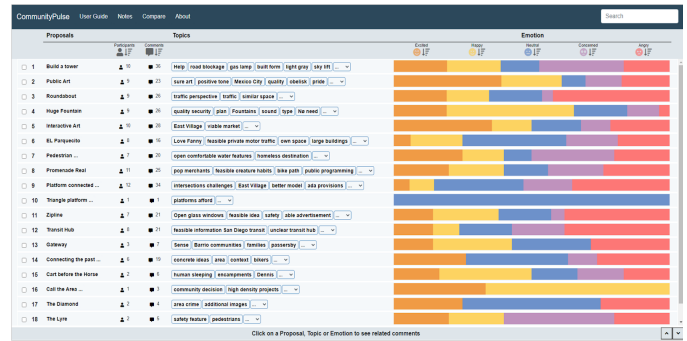 CommunityPulse User Guide Notes Compare About Search
Proposals Topics Emotion
Participants Comments Excited Happy Neutral Concerned Angry
1 Build a tower 10 36 Help road blockage gas lamp built form light gray sky lift ...
2 Public Art 9 23 sure art positive tone Mexico City quality obelisk pride ...
3 Roundabout 9 26 traffic perspective traffic similar space ...
4 Huge Fountain 9 26 quality security plan Fountains sound type No need ...
5 Interactive Art 10 28 East Village viable market ...
6 EL Parquecito 8 16 Love Fanny feasible private motor traffic own space large buildings ...
7 Pedestrian ... 7 20 open comfortable water features homeless destination ...
8 Promenade Real 11 25 pop merchants feasible creature habits bike path public programming ...
9 Platform connected ... 12 34 intersections challenges East Village better model ada provisions ...
10 Triangle platform ... 1 1 platforms afford ...
11 Zipline 7 21 Open glass windows feasible idea safety able advertisement ...
12 Transit Hub 8 21 feasible information San Diego transit unclear transit hub ...
13 Gateway 3 7 Sense Barrio communities families passersby ...
14 Connecting the past ... 6 19 concrete ideas area context bikers ...
15 Cart before the Horse 2 6 human sleeping encampments Dennis ...
16 Call the Area ... 1 3 community decision high density projects ...
17 The Diamond 2 4 area crime additional images ...
18 The Lyre 2 6 safety feature pedestrians ...
Click on a Proposal, Topic or Emotion to see related comments